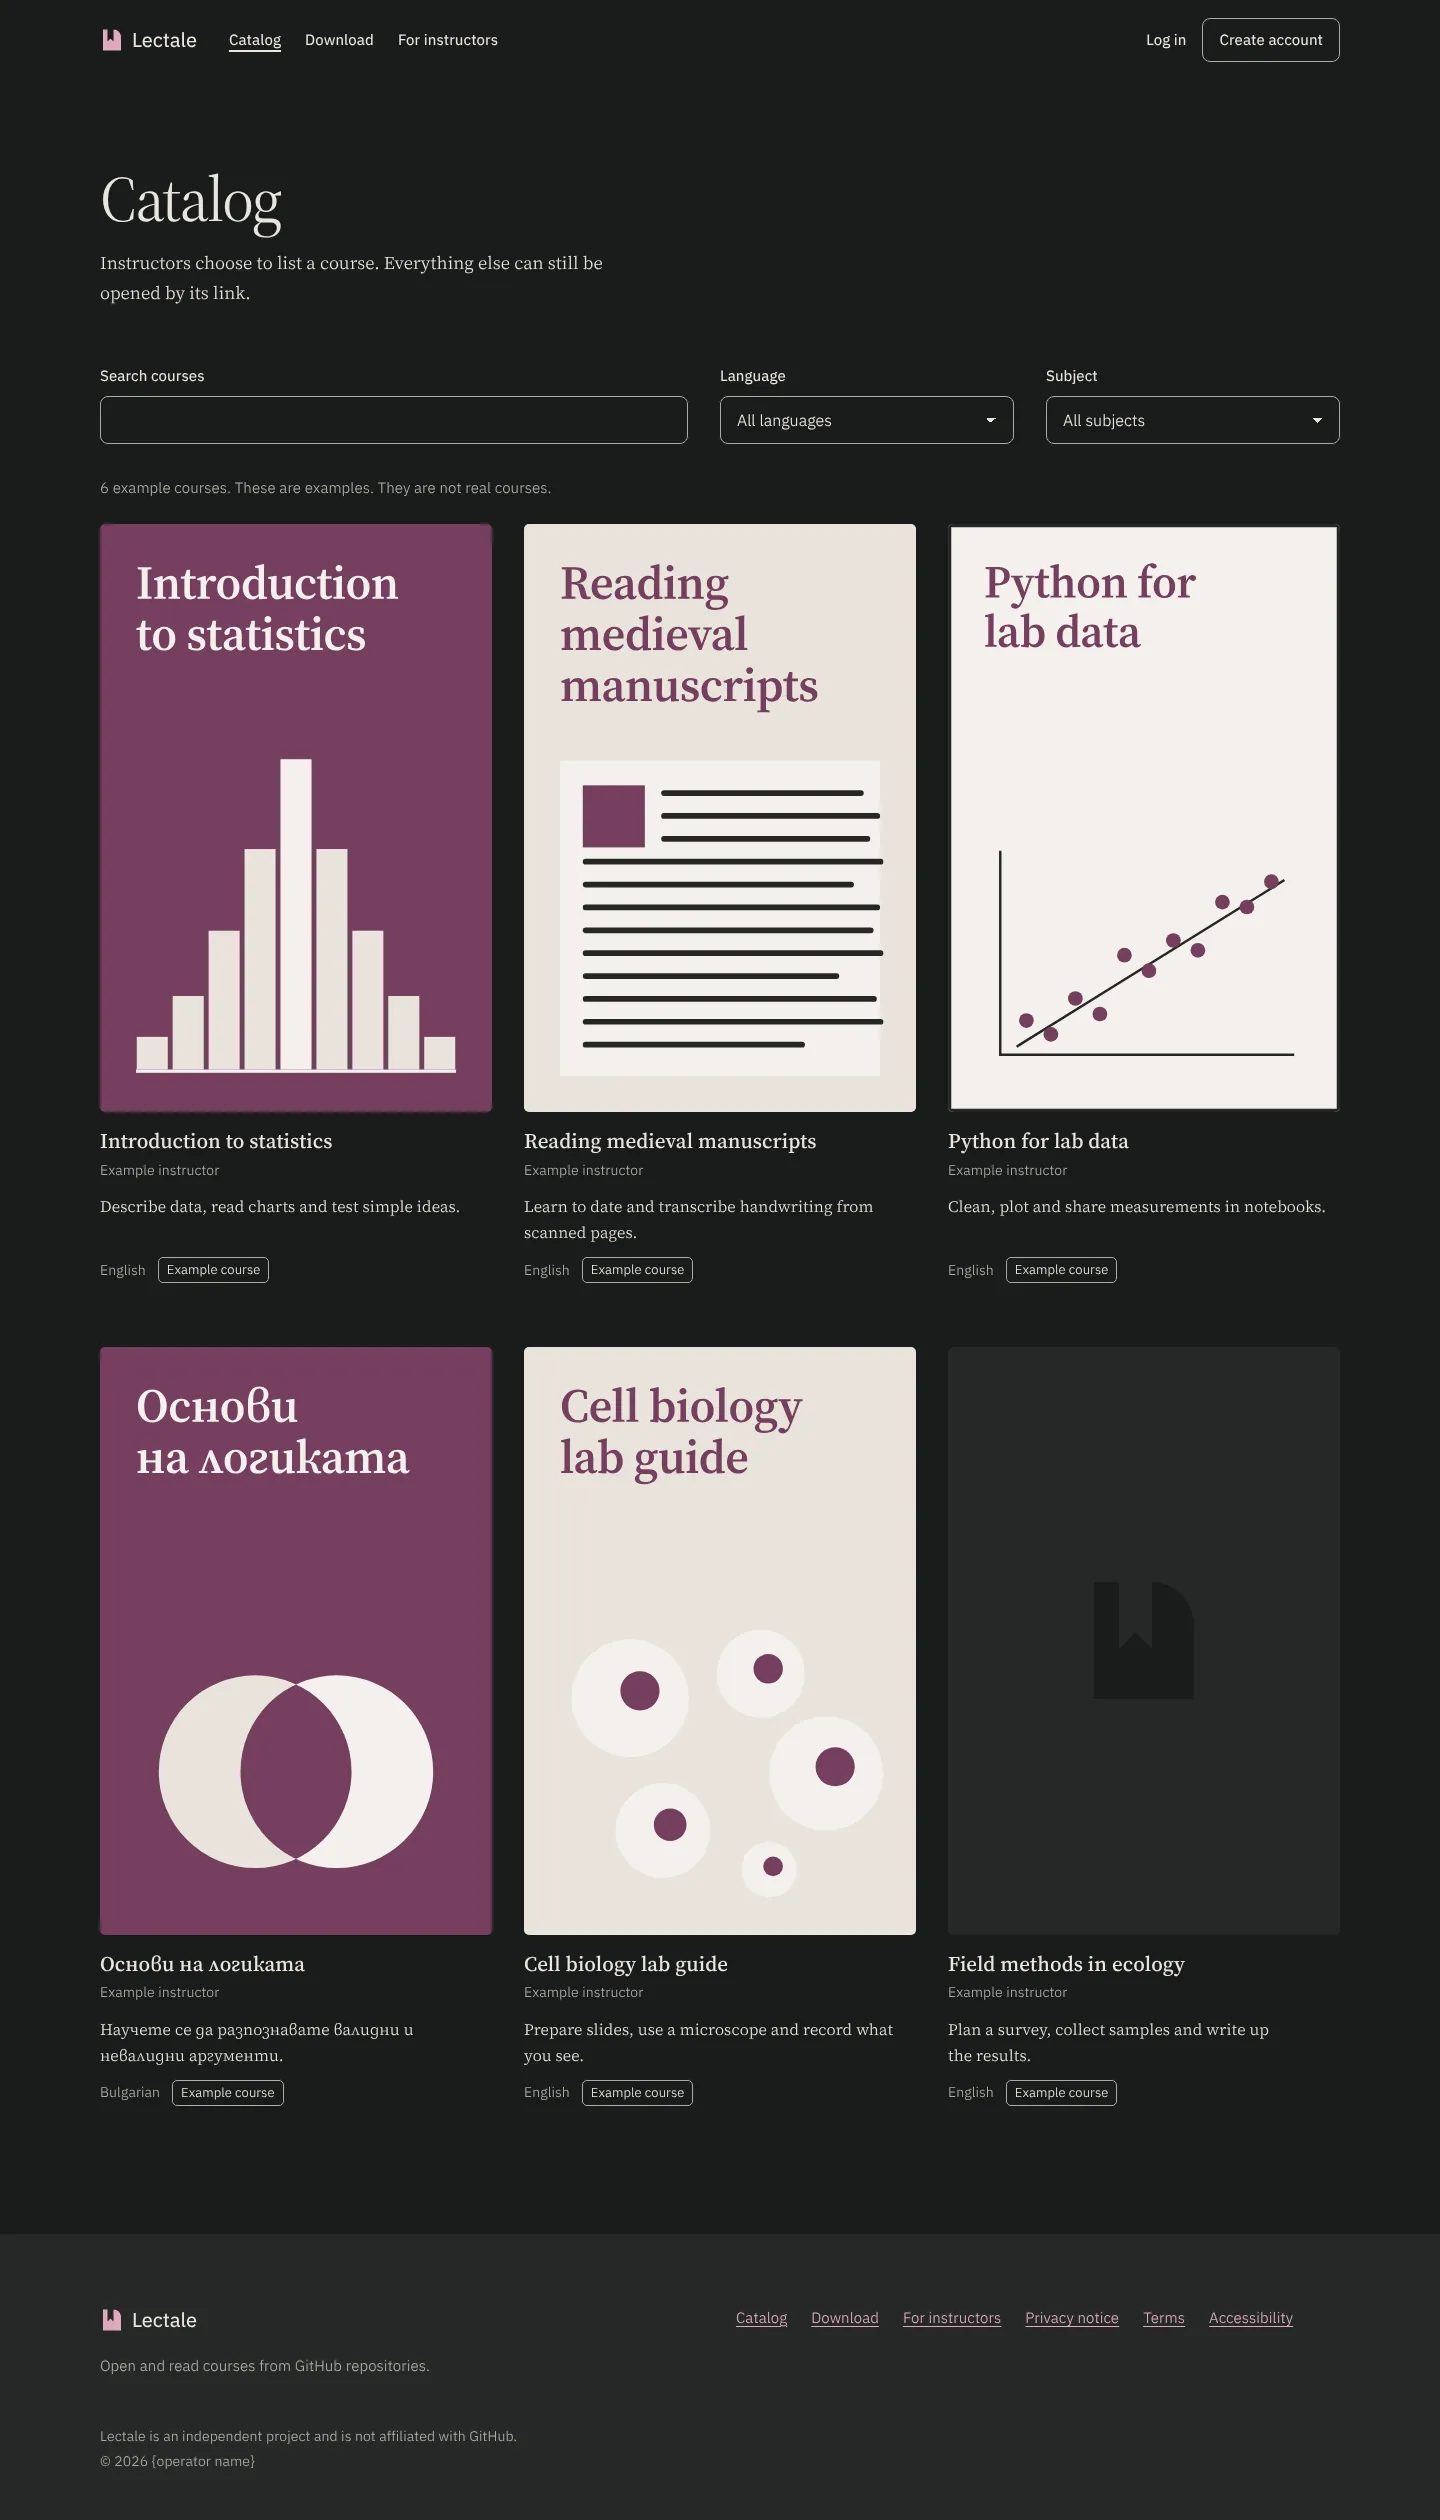 Lectale
Catalog
Download
For instructors
Log in
Create account
Catalog
Instructors choose to list a course. Everything else can still be
opened by its link.
Search courses
Language
Subject
All languages
All subjects
6 example courses. These are examples. They are not real courses.
Introduction
to statistics
Reading
medieval
manuscripts
Python for
lab data
Introduction to statistics
Example instructor
Describe data, read charts and test simple ideas.
English
Example course
Reading medieval manuscripts
Example instructor
Learn to date and transcribe handwriting from
scanned pages.
English
Example course
Python for lab data
Example instructor
Clean, plot and share measurements in notebooks.
English
Example course
Основи
на логиката
Cell biology
lab guide
Основи на логиката
Example instructor
Научете се да разпознавате валидни и
невалидни аргументи.
Bulgarian
Example course
Cell biology lab guide
Example instructor
Prepare slides, use a microscope and record what
you see.
English
Example course
Field methods in ecology
Example instructor
Plan a survey, collect samples and write up
the results.
English
Example course
Lectale
Catalog
Download
For instructors
Privacy notice
Terms
Accessibility
Open and read courses from GitHub repositories.
Lectale is an independent project and is not affiliated with GitHub.
© 2026 {operator name}